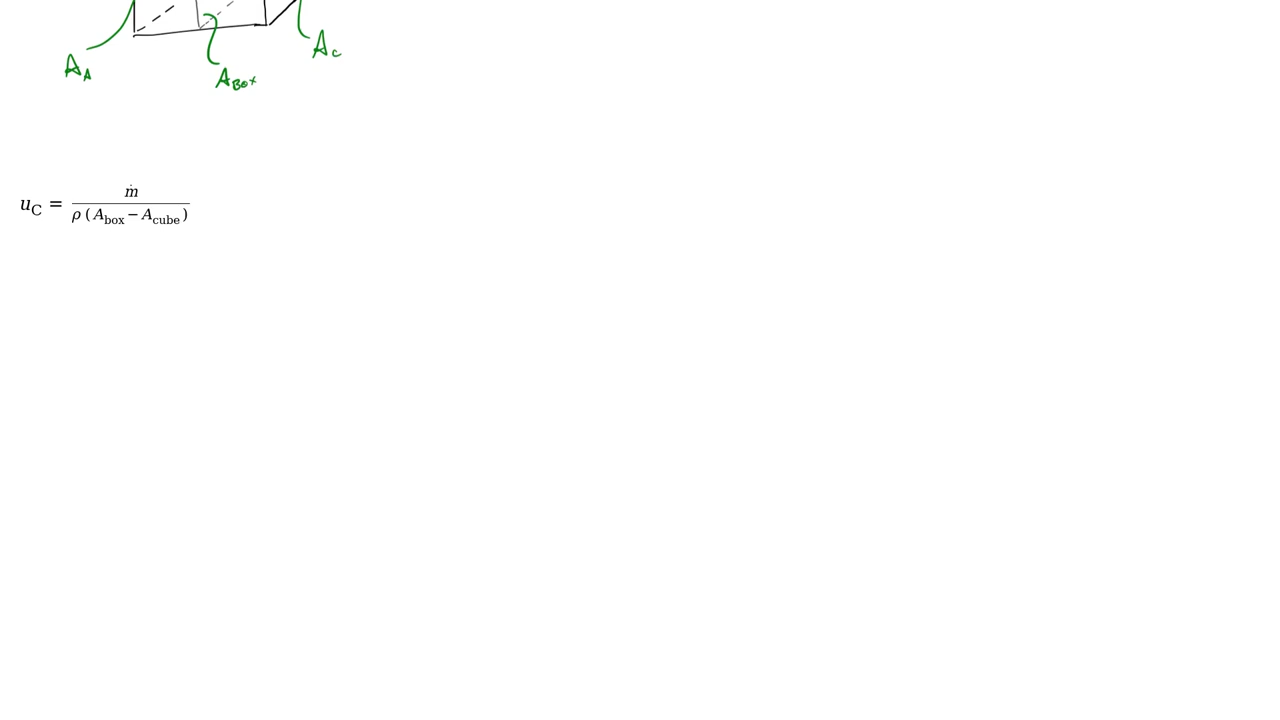 A_A
A_Box
A_C
u_C = ṁ / ρ ( A_box − A_cube )